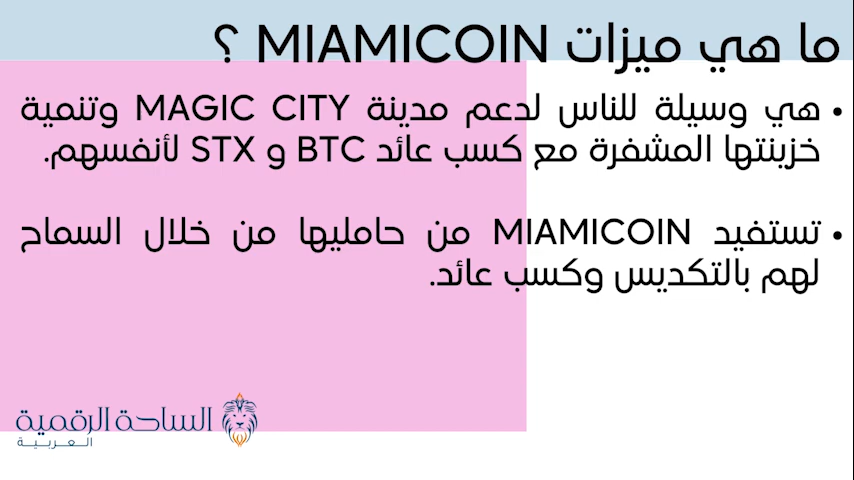 ما هي ميزات MIAMICOIN ؟
• هي وسيلة للناس لدعم مدينة MAGIC CITY وتنمية
خزينتها المشفرة مع كسب عائد BTC و STX لأنفسهم.
• تستفيد MIAMICOIN من حامليها من خلال السماح
لهم بالتكديس وكسب عائد.
الساحة الرقمية
العربية